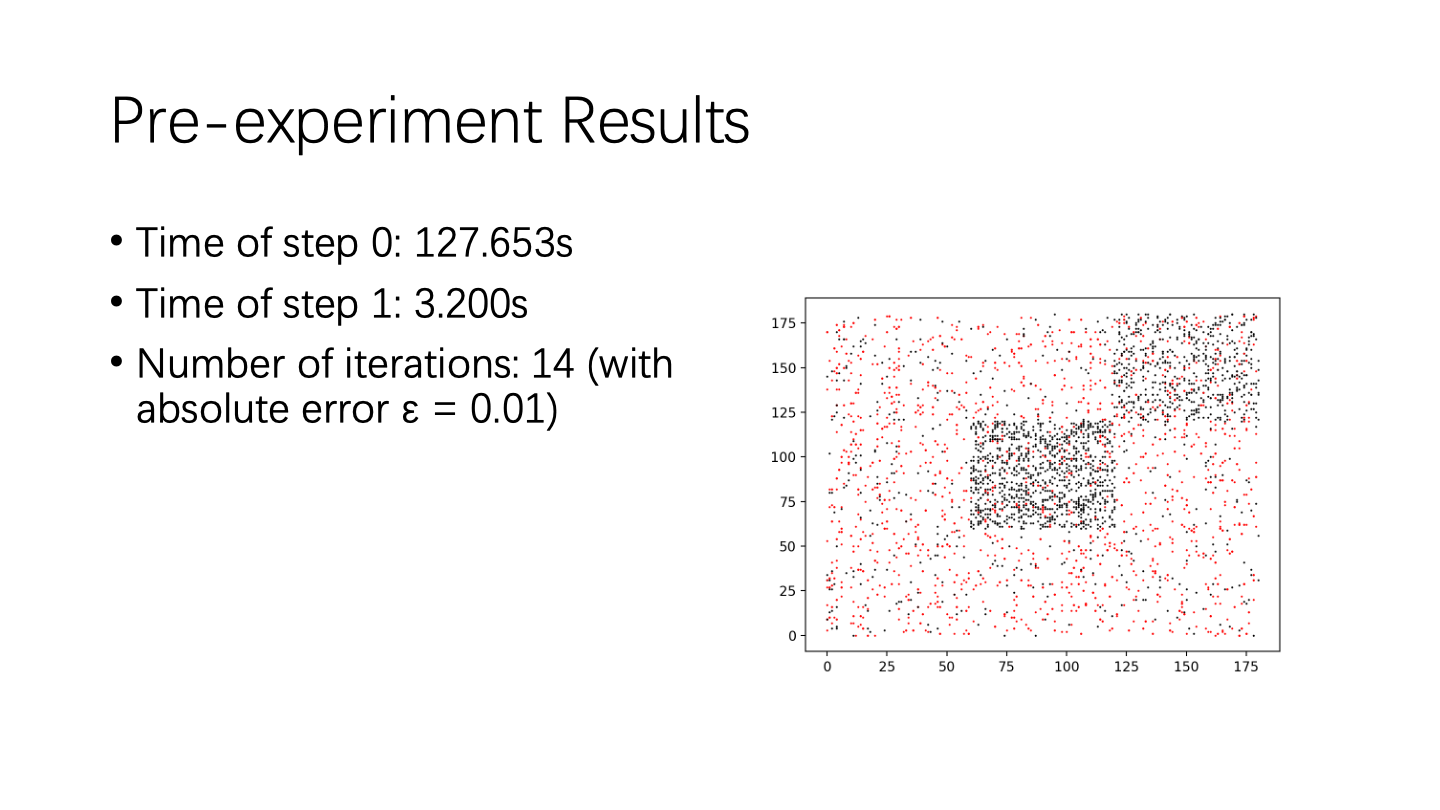 Pre-experiment Results
• Time of step 0: 127.653s
• Time of step 1: 3.200s
• Number of iterations: 14 (with
absolute error ε = 0.01)
175
150
125
100
75
50
25
0
0 25 50 75 100 125 150 175